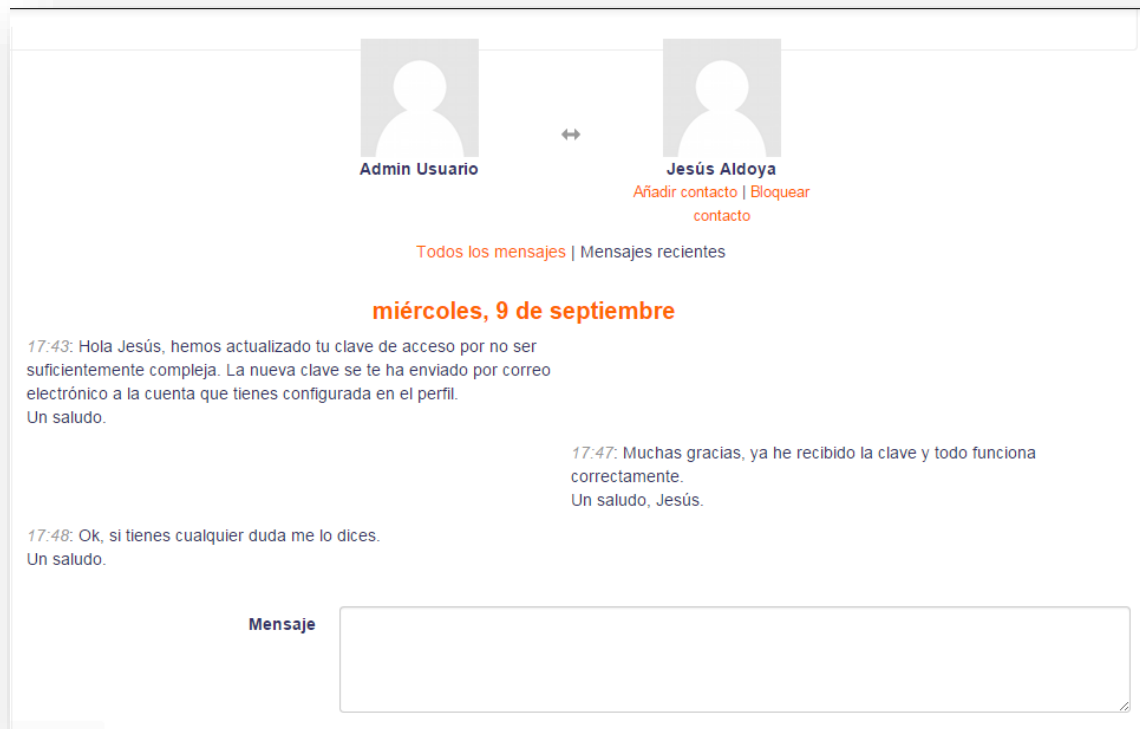 Admin Usuario
Jesús Aldoya
Añadir contacto | Bloquear
contacto
Todos los mensajes | Mensajes recientes
miércoles, 9 de septiembre
17:43: Hola Jesús, hemos actualizado tu clave de acceso por no ser
suficientemente compleja. La nueva clave se te ha enviado por correo
electrónico a la cuenta que tienes configurada en el perfil.
Un saludo.
17:47: Muchas gracias, ya he recibido la clave y todo funciona
correctamente.
Un saludo, Jesús.
17:48: Ok, si tienes cualquier duda me lo dices.
Un saludo.
Mensaje